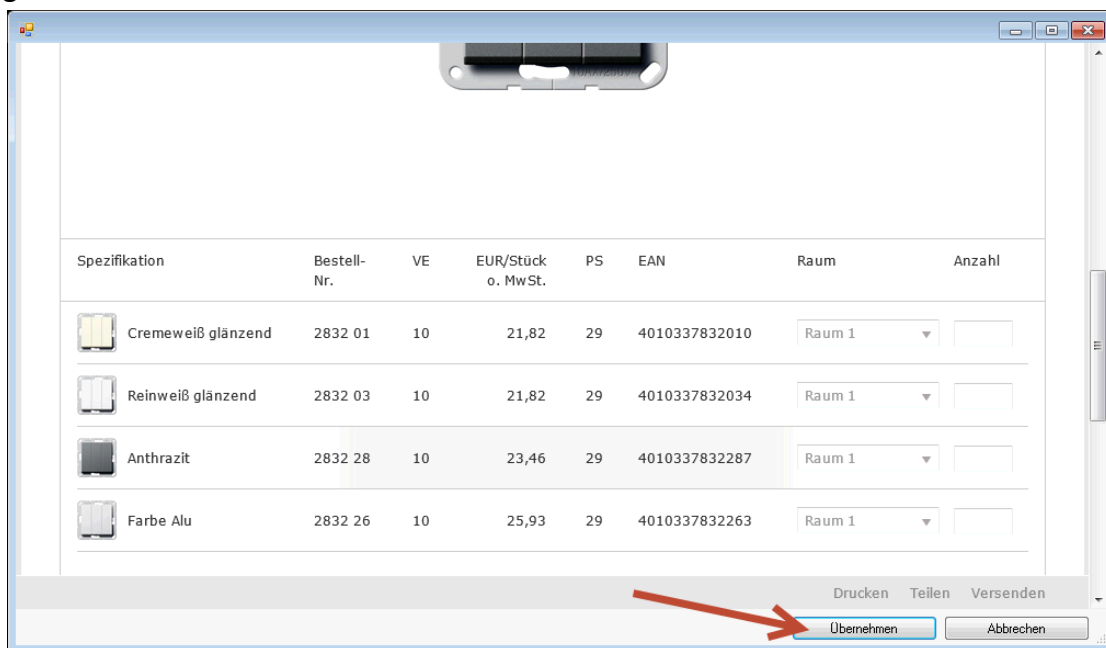 Spezifikation Bestell-Nr. VE EUR/Stück o. MwSt. PS EAN Raum Anzahl
Cremeweiß glänzend 2832 01 10 21,82 29 4010337832010 Raum 1
Reinweiß glänzend 2832 03 10 21,82 29 4010337832034 Raum 1
Anthrazit 2832 28 10 23,46 29 4010337832287 Raum 1
Farbe Alu 2832 26 10 25,93 29 4010337832263 Raum 1
Drucken Teilen Versenden
Übernehmen Abbrechen